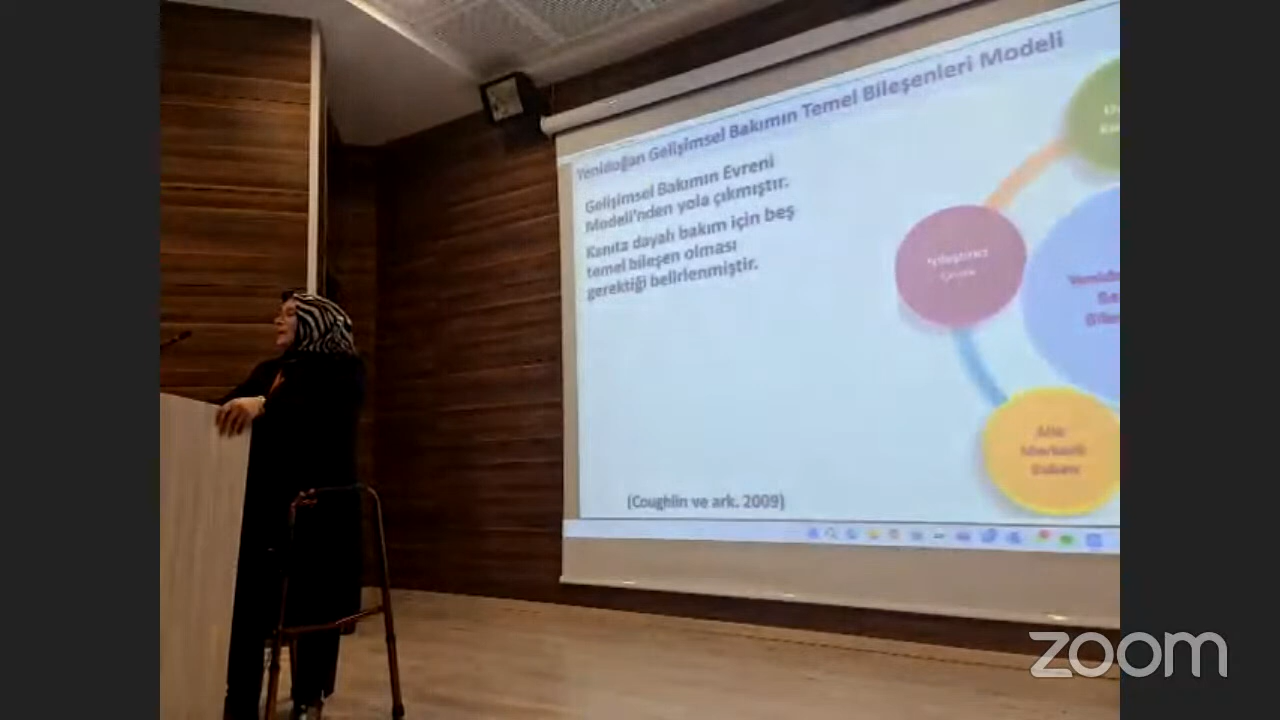 Yenidoğan Gelişimsel Bakımın Temel Bileşenleri Modeli
Gelişimsel Bakımın Evreni
Modeli'nden yola çıkmıştır.
Kanıta dayalı bakım için beş
temel bileşen olması
gerektiği belirlenmiştir.
Aile
Merkezli
Bakım
(Coughlin ve ark. 2009)
zoom